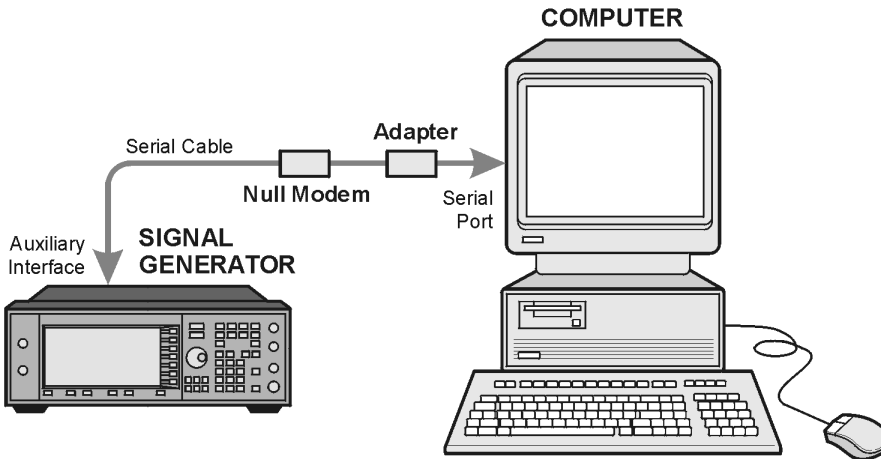 COMPUTER
Adapter
Serial Cable
Null Modem
Serial
Port
Auxiliary
Interface
SIGNAL
GENERATOR